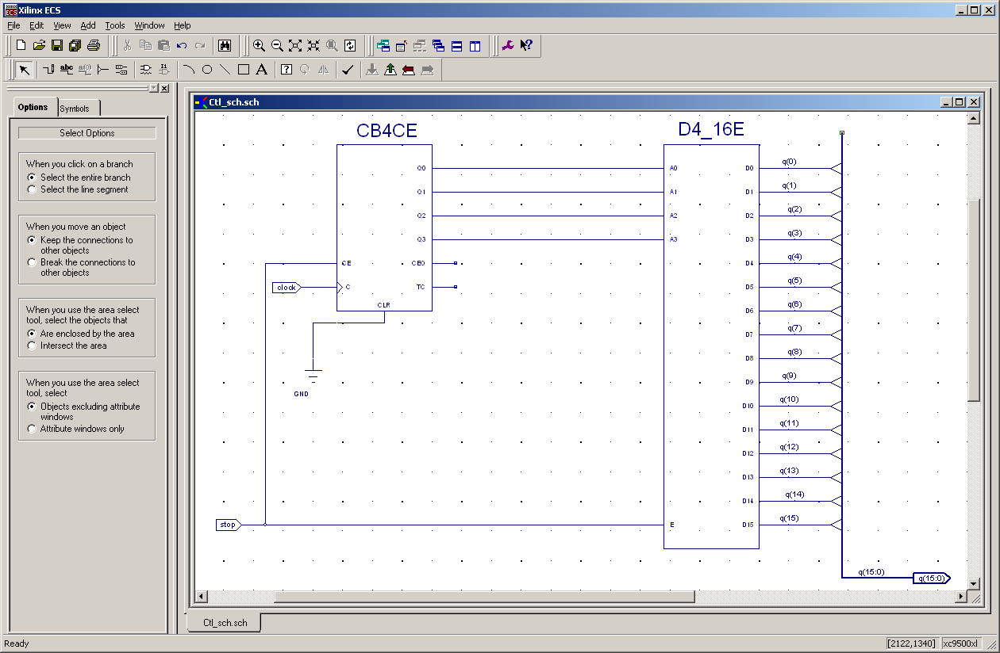 Xilinx ECS
File Edit View Add Tools Window Help
abc
Options
Symbols
Select Options
When you click on a branch
Select the entire branch
Select the line segment
When you move an object
Keep the connections to
other objects
Break the connections to
other objects
When you use the area select
tool, select the objects that
Are enclosed by the area
Intersect the area
When you use the area select
tool, select
Objects excluding attribute
windows
Attribute windows only
Ctl_sch.sch
CB4CE
D4_16E
Q0
A0
D0
q(0)
Q1
A1
D1
q(1)
Q2
A2
D2
q(2)
Q3
A3
D3
q(3)
CE
CEO
D4
q(4)
clock
C
TC
D5
q(5)
CLR
D6
q(6)
D7
q(7)
D8
q(8)
GND
D9
q(9)
D10
q(10)
D11
q(11)
D12
q(12)
D13
q(13)
D14
q(14)
stop
E
D15
q(15)
q(15:0)
q(15:0)
Ctl_sch.sch
Ready
[2122,1340]
xc9500xl